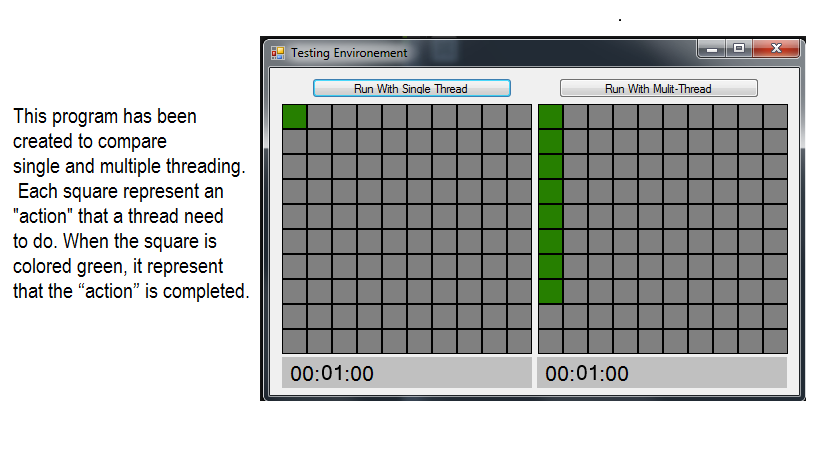 This program has been
created to compare
single and multiple threading.
Each square represent an
"action" that a thread need
to do. When the square is
colored green, it represent
that the “action” is completed.
.
Testing Environement
Run With Single Thread
Run With Mulit-Thread
00:01:00
00:01:00